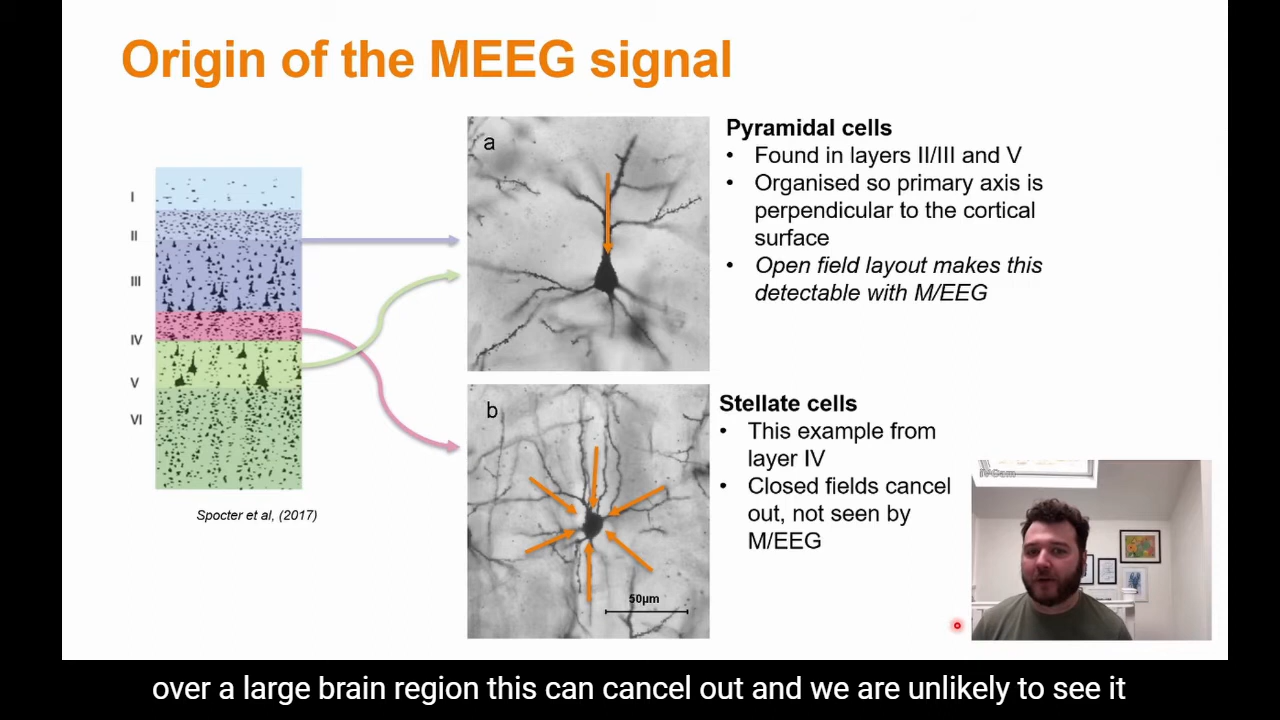 Origin of the MEEG signal
I
II
III
IV
V
VI
Spocter et al, (2017)
a
Pyramidal cells
• Found in layers II/III and V
• Organised so primary axis is
perpendicular to the cortical
surface
• Open field layout makes this
detectable with M/EEG
b
50µm
Stellate cells
• This example from
layer IV
• Closed fields cancel
out, not seen by
M/EEG
over a large brain region this can cancel out and we are unlikely to see it